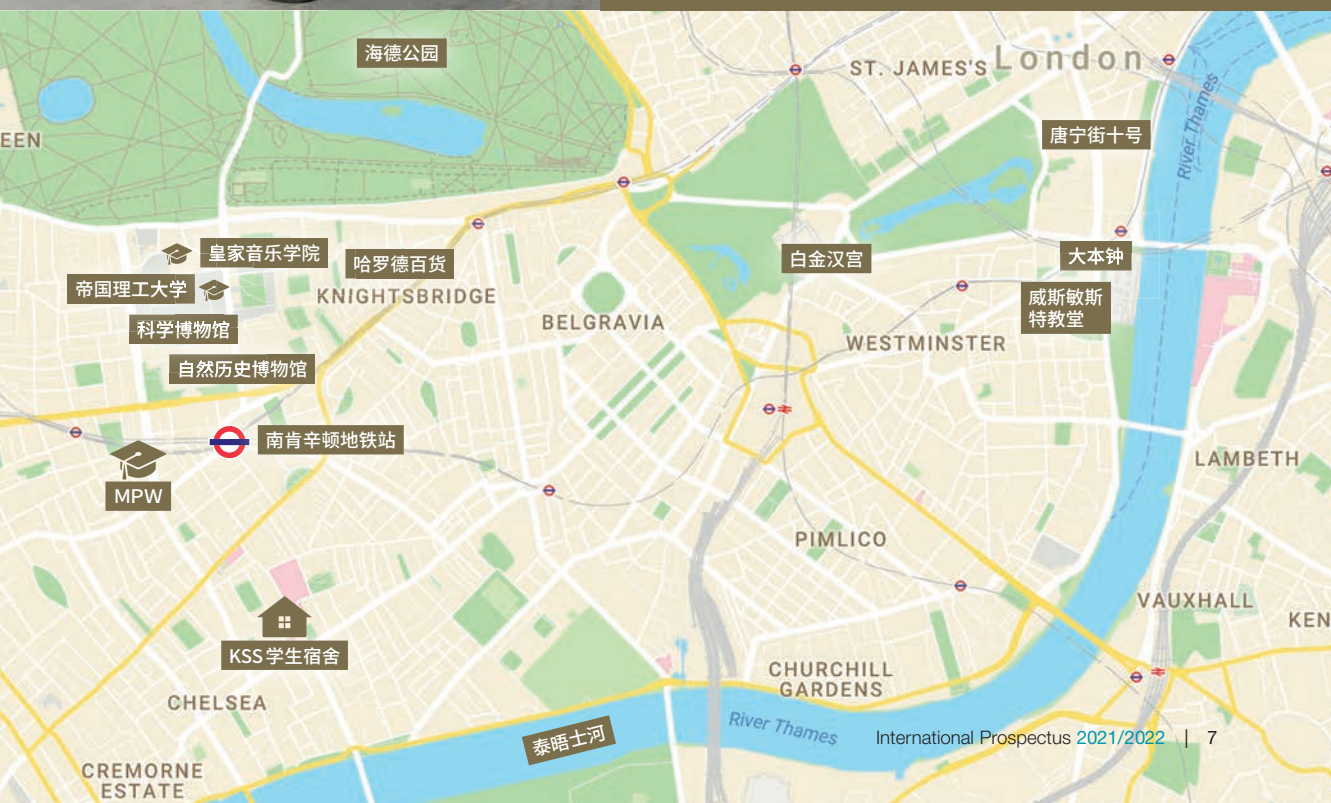 海德公园
ST. JAMES'S
London
EEN
唐宁街十号
River Thames
皇家音乐学院
哈罗德百货
白金汉宫
大本钟
帝国理工大学
KNIGHTSBRIDGE
威斯敏斯
特教堂
科学博物馆
BELGRAVIA
WESTMINSTER
自然历史博物馆
南肯辛顿地铁站
LAMBETH
MPW
PIMLICO
VAUXHALL
KEN
KSS学生宿舍
CHURCHILL
GARDENS
CHELSEA
泰晤士河
River Thames
International Prospectus 2021/2022 | 7
CREMORNE
ESTATE